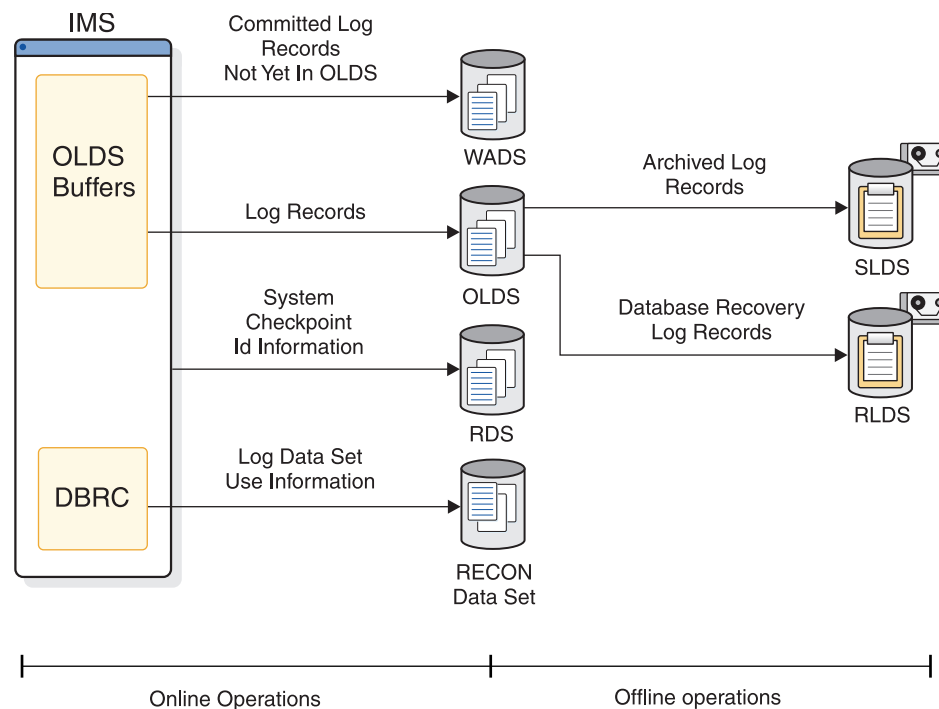 IMS
Committed Log
Records
Not Yet In OLDS
OLDS
Buffers
WADS
Archived Log
Records
Log Records
SLDS
OLDS
System
Checkpoint
Id Information
Database Recovery
Log Records
RDS
RLDS
Log Data Set
Use Information
DBRC
RECON
Data Set
Online Operations
Offline operations